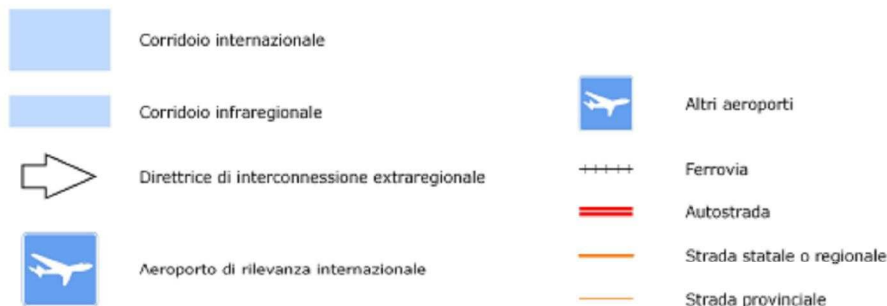 Corridoio internazionale
Corridoio infraregionale
Direttrice di interconnessione extraregionale
Aeroporto di rilevanza internazionale
Altri aeroporti
Ferrovia
Autostrada
Strada statale o regionale
Strada provinciale